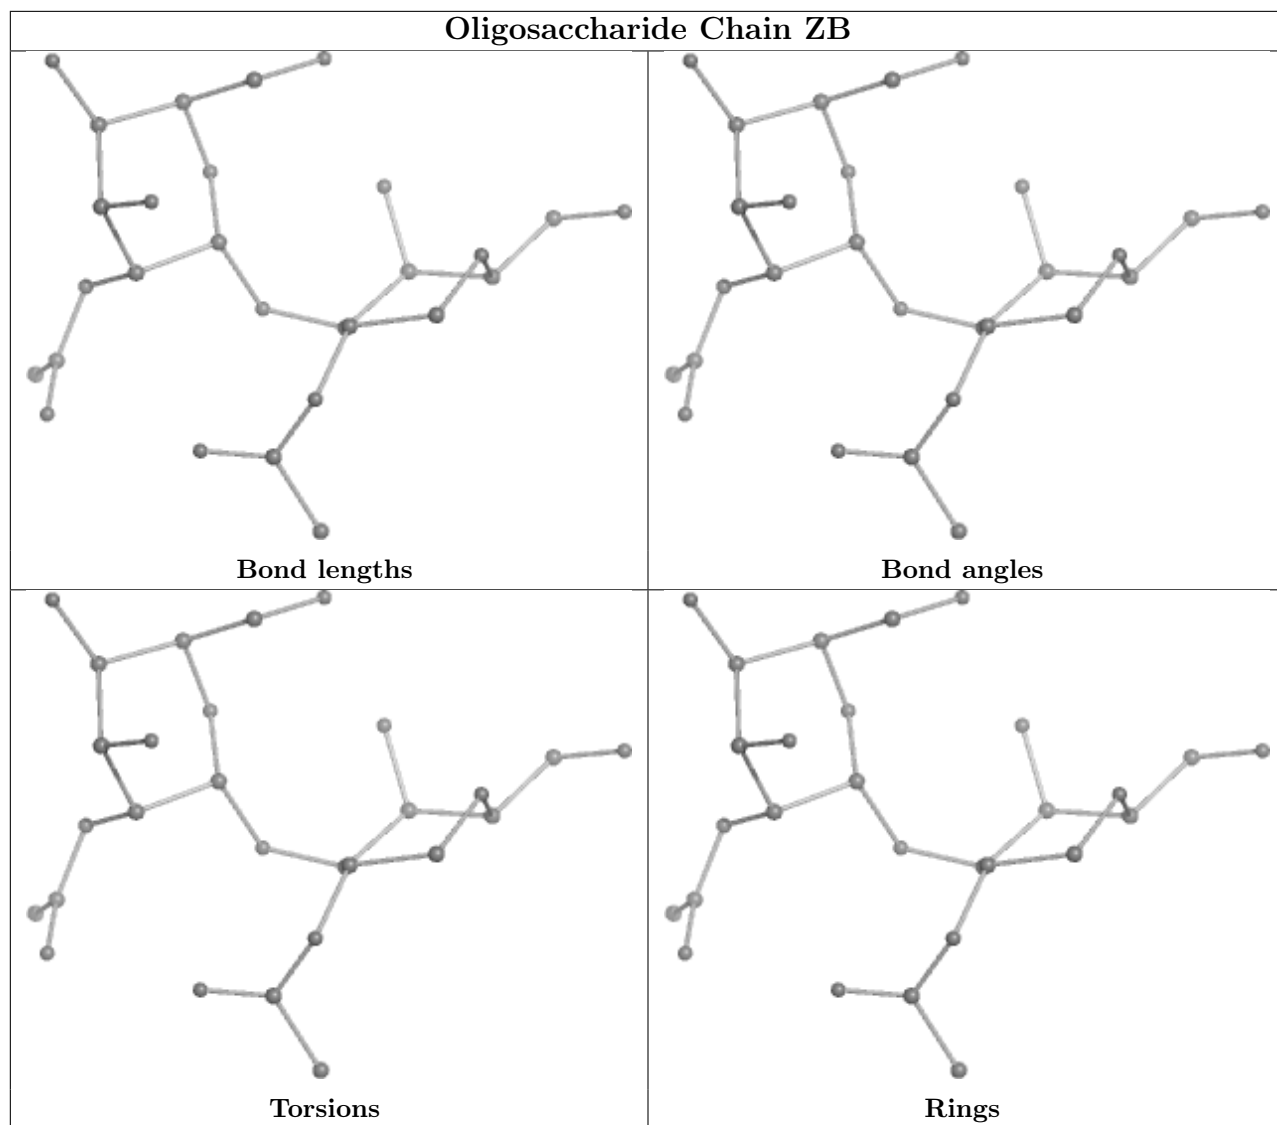 Oligosaccharide Chain ZB
Bond lengths
Bond angles
Torsions
Rings